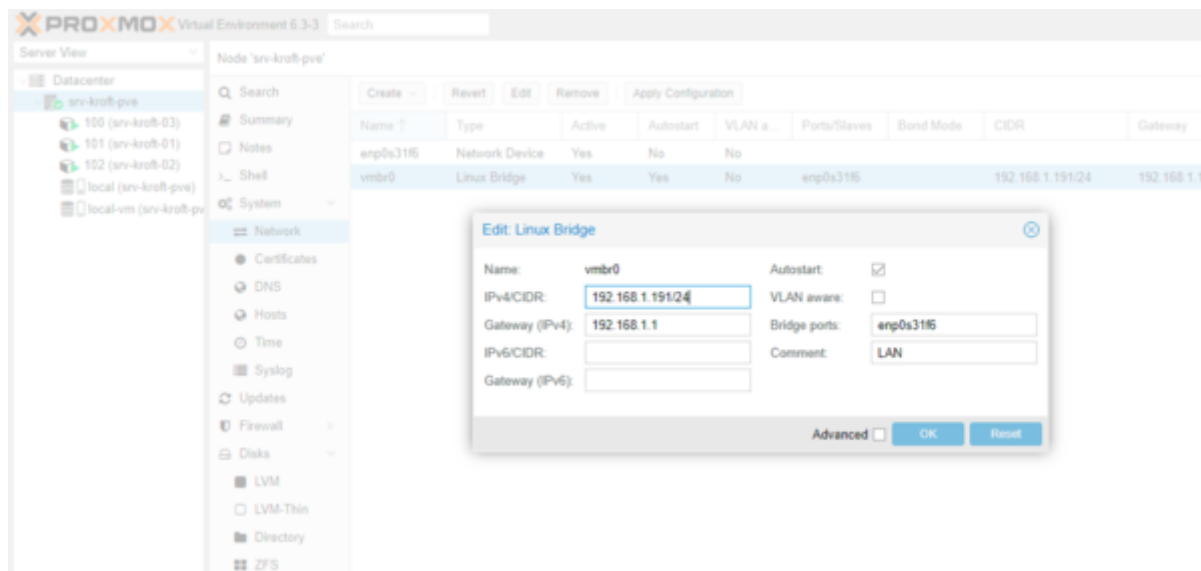 PROXMOX Virtual Environment 6.3-3 Search
Server View
Datacenter
srv-kroft-pve
100 (srv-kroft-03)
101 (srv-kroft-01)
102 (srv-kroft-02)
local (srv-kroft-pve)
local-vm (srv-kroft-pv
Node 'srv-kroft-pve'
Search
Summary
Notes
>_ Shell
System
Network
Certificates
DNS
Hosts
Time
Syslog
Updates
Firewall
Disks
LVM
LVM-Thin
Directory
ZFS
Create Revert Edit Remove Apply Configuration
Name ↑ Type Active Autostart VLAN a... Ports/Slaves Bond Mode CIDR Gateway
enp0s31f6 Network Device Yes No No
vmbr0 Linux Bridge Yes Yes No enp0s31f6 192.168.1.191/24 192.168.1.1
Edit: Linux Bridge
Name: vmbr0 Autostart:
IPv4/CIDR: 192.168.1.191/24 VLAN aware:
Gateway (IPv4): 192.168.1.1 Bridge ports: enp0s31f6
IPv6/CIDR: Comment: LAN
Gateway (IPv6):
Advanced OK Reset